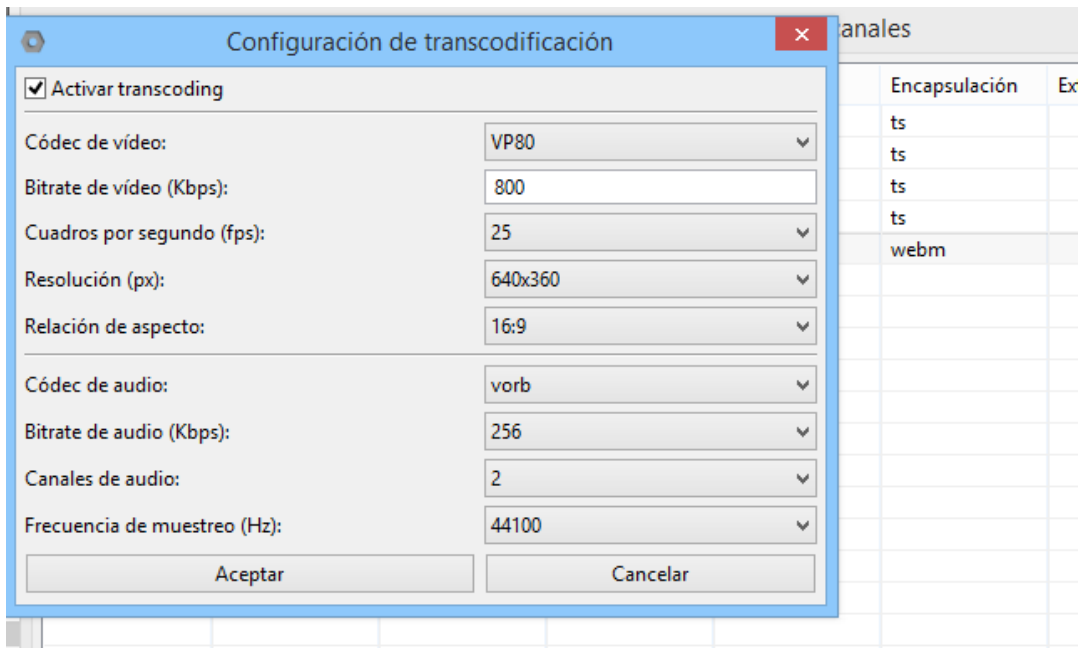 Configuración de transcodificación
Activar transcoding
Códec de vídeo: VP80
Bitrate de vídeo (Kbps): 800
Cuadros por segundo (fps): 25
Resolución (px): 640x360
Relación de aspecto: 16:9
Códec de audio: vorb
Bitrate de audio (Kbps): 256
Canales de audio: 2
Frecuencia de muestreo (Hz): 44100
Aceptar Cancelar
Encapsulación
ts
ts
ts
ts
webm